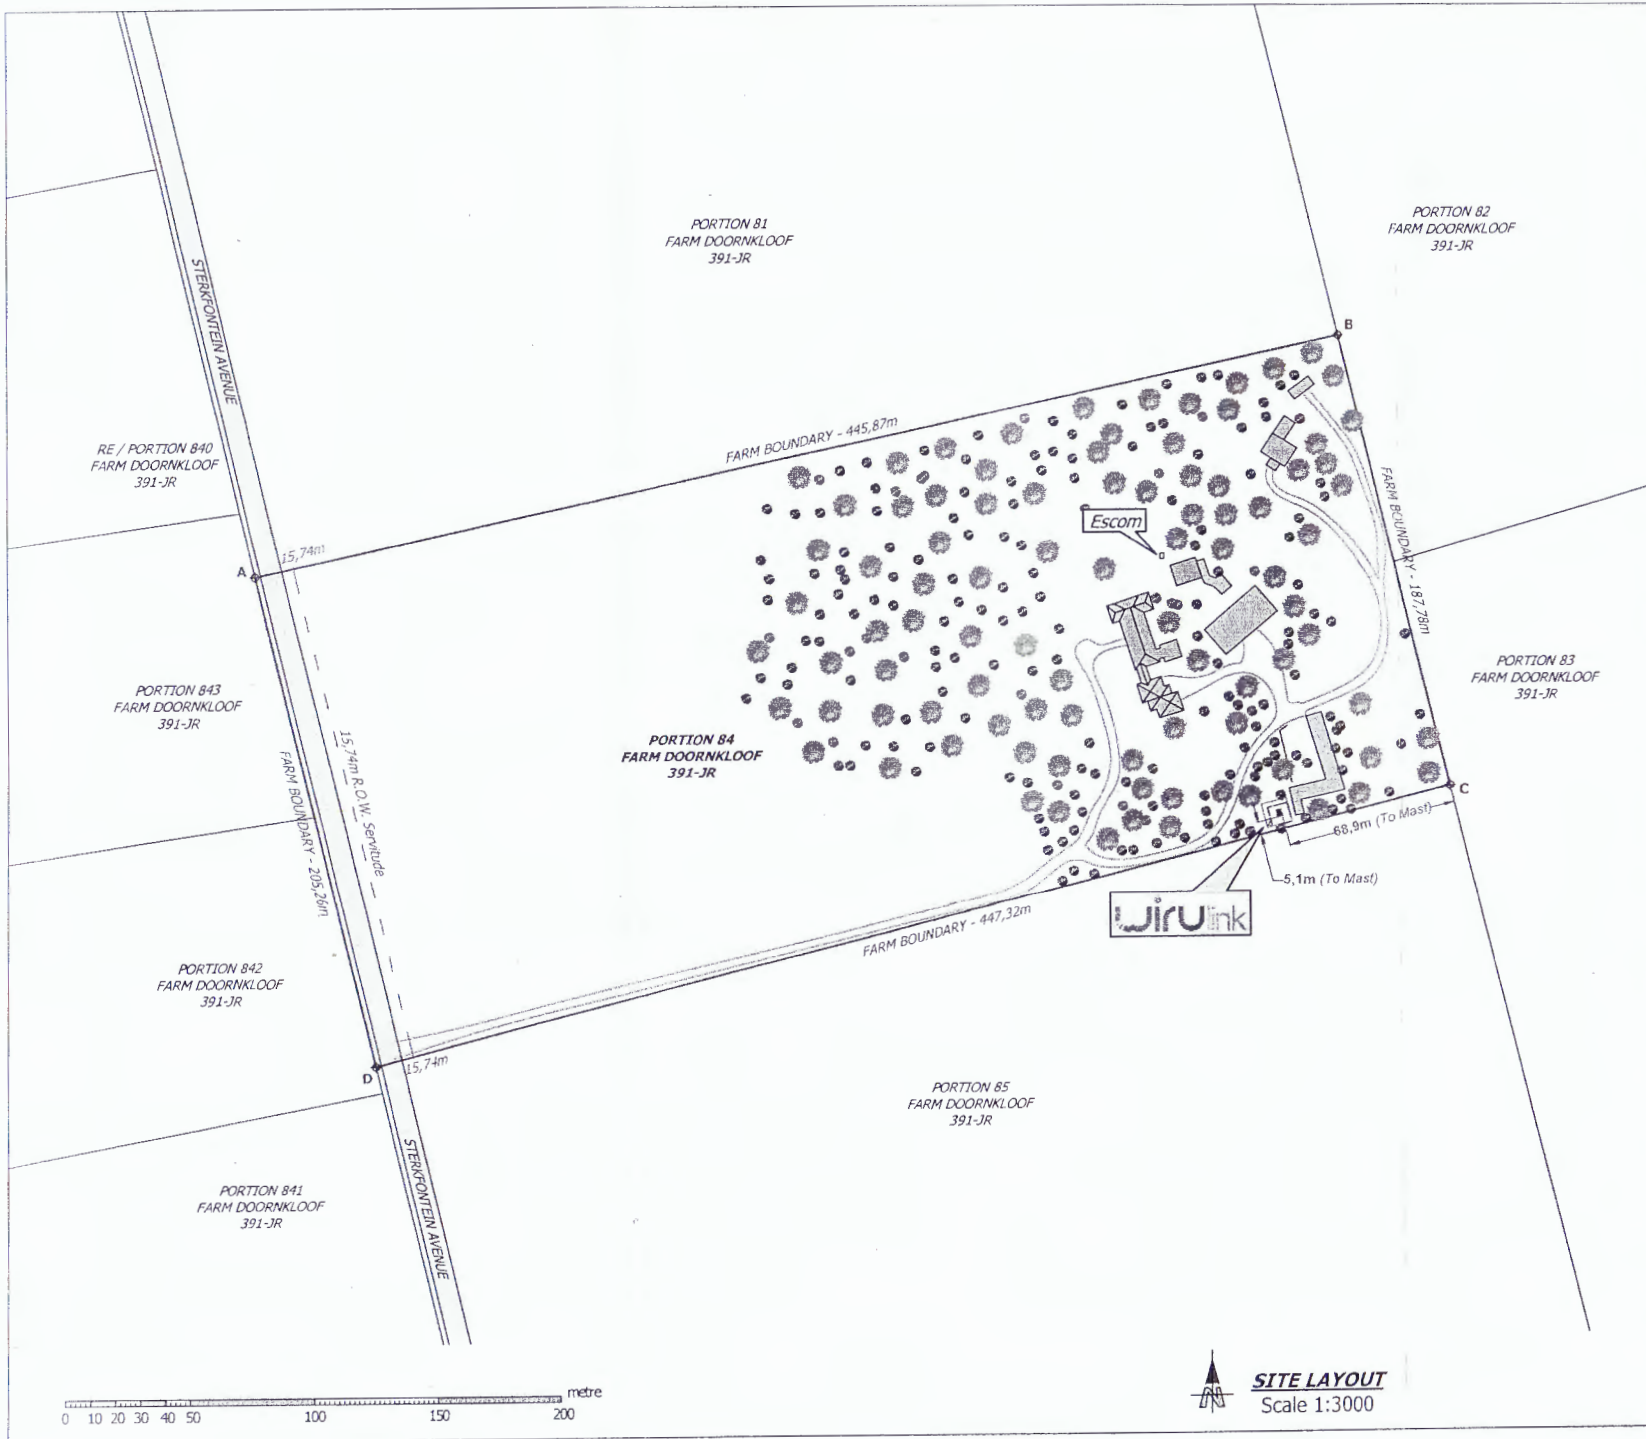 PORTION 81
FARM DOORNKLOOF
391-JR
PORTION 82
FARM DOORNKLOOF
391-JR
STERKFONTEIN AVENUE
B
RE / PORTION 840
FARM DOORNKLOOF
391-JR
FARM BOUNDARY - 445,87m
FARM BOUNDARY - 187,78m
Escom
15,74m
A
PORTION 843
FARM DOORNKLOOF
391-JR
PORTION 83
FARM DOORNKLOOF
391-JR
15,74m R.O.W. Servitude
FARM BOUNDARY - 205,26m
PORTION 84
FARM DOORNKLOOF
391-JR
C
68,9m (To Mast)
5,1m (To Mast)
wirulink
FARM BOUNDARY - 447,32m
PORTION 842
FARM DOORNKLOOF
391-JR
15,74m
D
PORTION 85
FARM DOORNKLOOF
391-JR
STERKFONTEIN AVENUE
PORTION 841
FARM DOORNKLOOF
391-JR
metre
0 10 20 30 40 50 100 150 200
N
SITE LAYOUT
Scale 1:3000